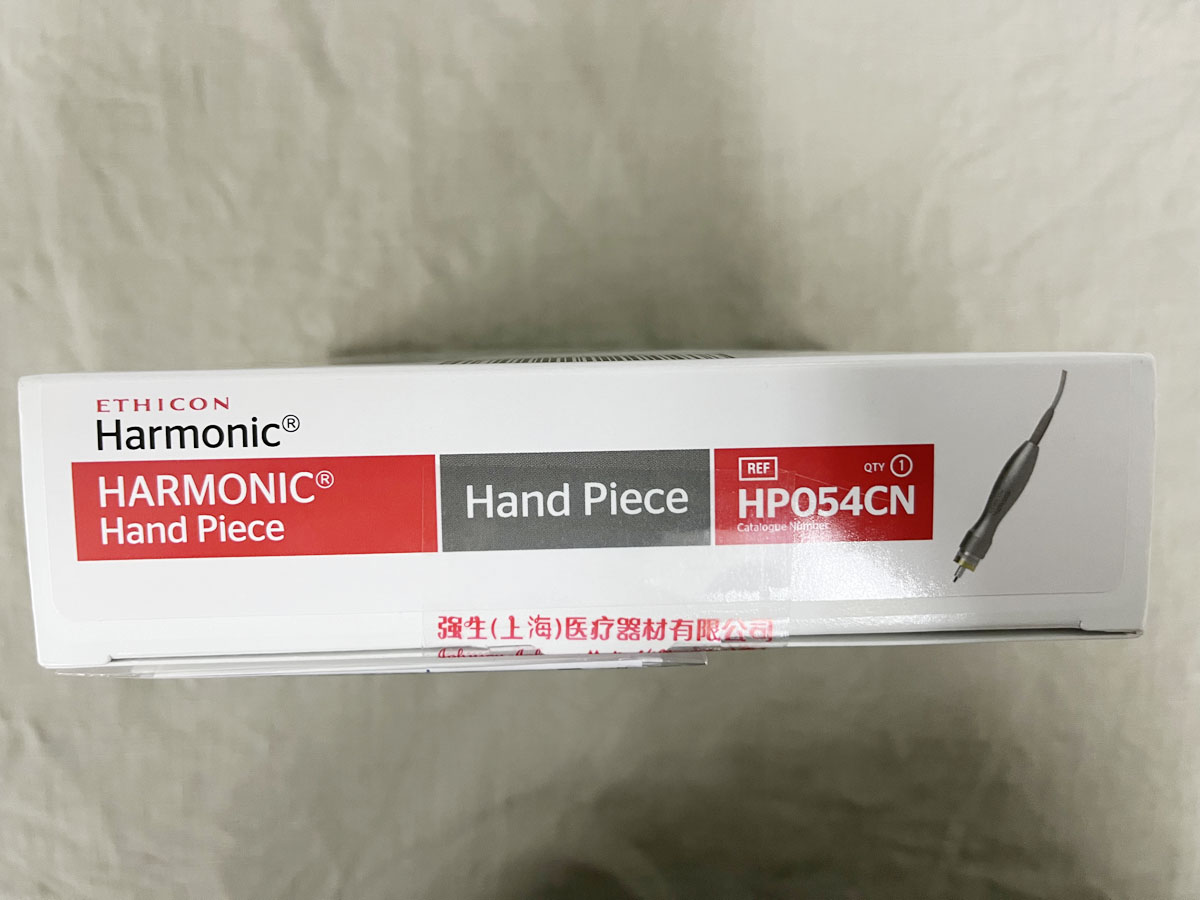 ETHICON
Harmonic®
HARMONIC®
Hand Piece
Hand Piece
REF
QTY 1
HP054CN
Catalogue Number
强生(上海)医疗器材有限公司